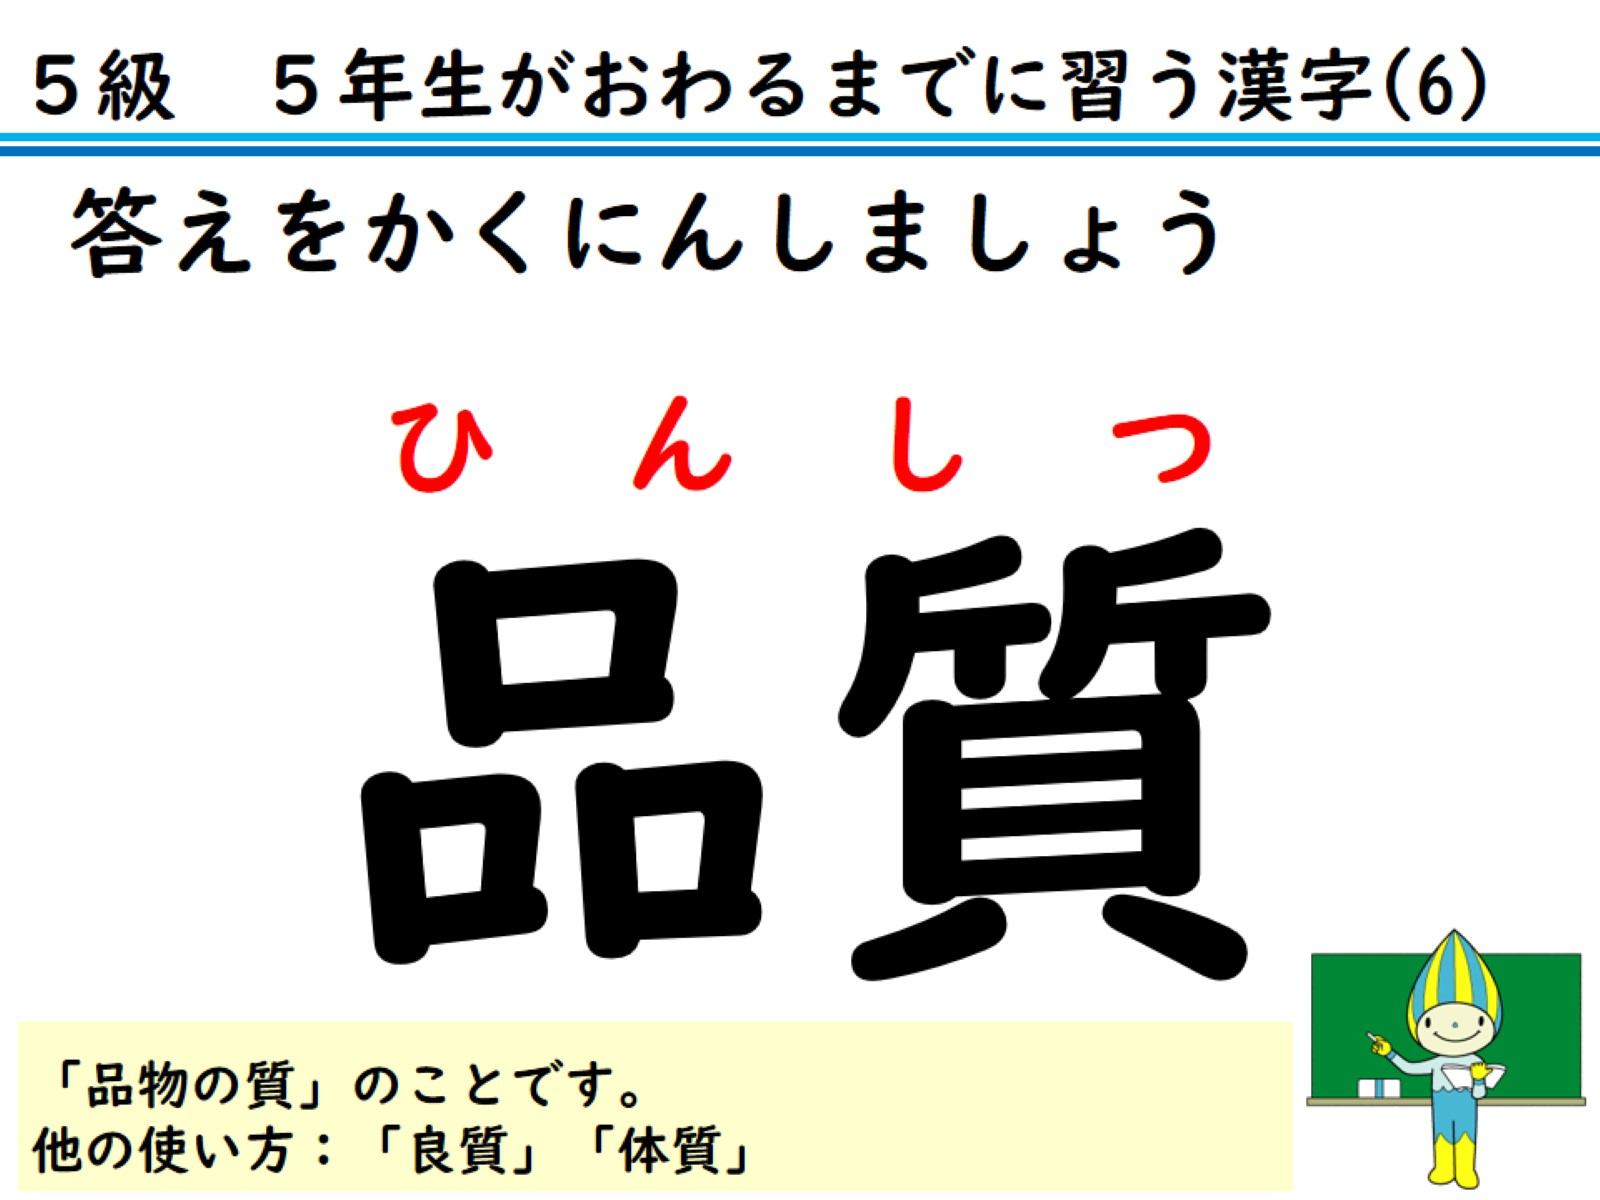 ５級　５年生がおわるまでに習う漢字(6)
答えをかくにんしましょう
ひんしつ
品質
「品物の質」のことです。
他の使い方：「良質」「体質」